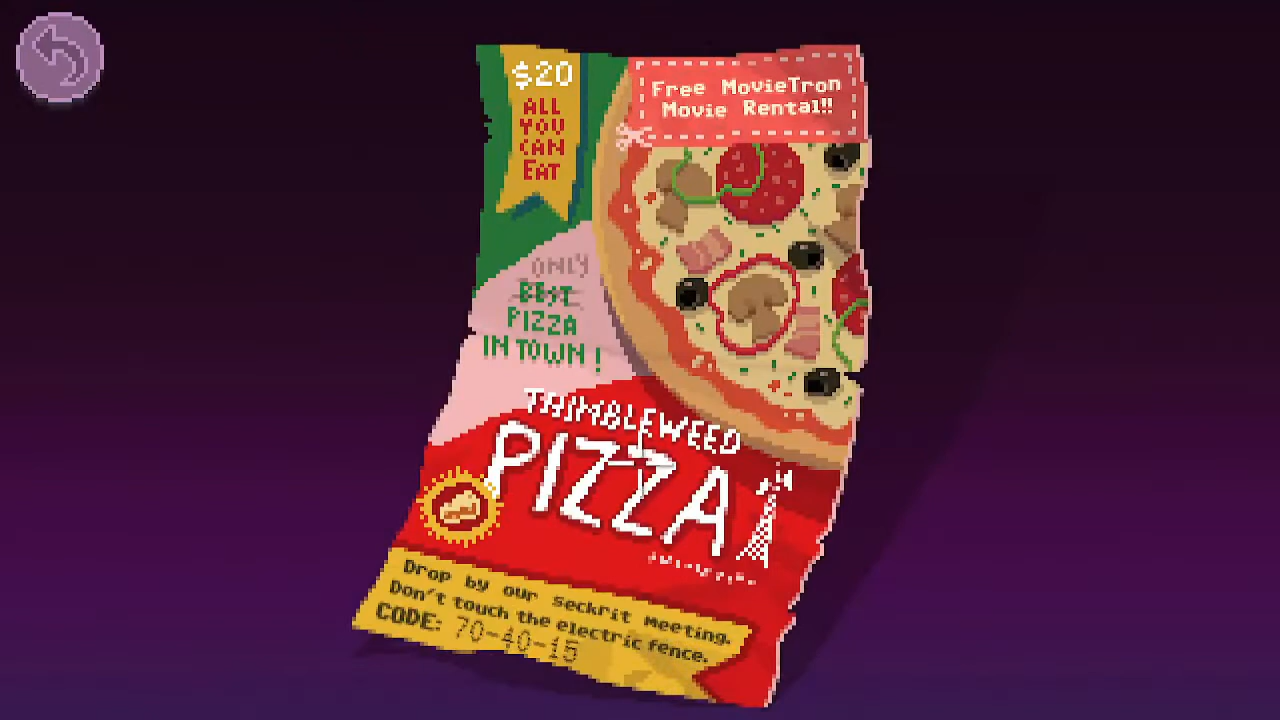 $20
ALL
YOU
CAN
EAT
Free MovieTron
Movie Rental!!
ONLY
BEST
PIZZA
IN TOWN!
THIMBLEWEED
PIZZA
Drop by our seckrit meeting.
Don't touch the electric fence.
CODE: 70-40-15